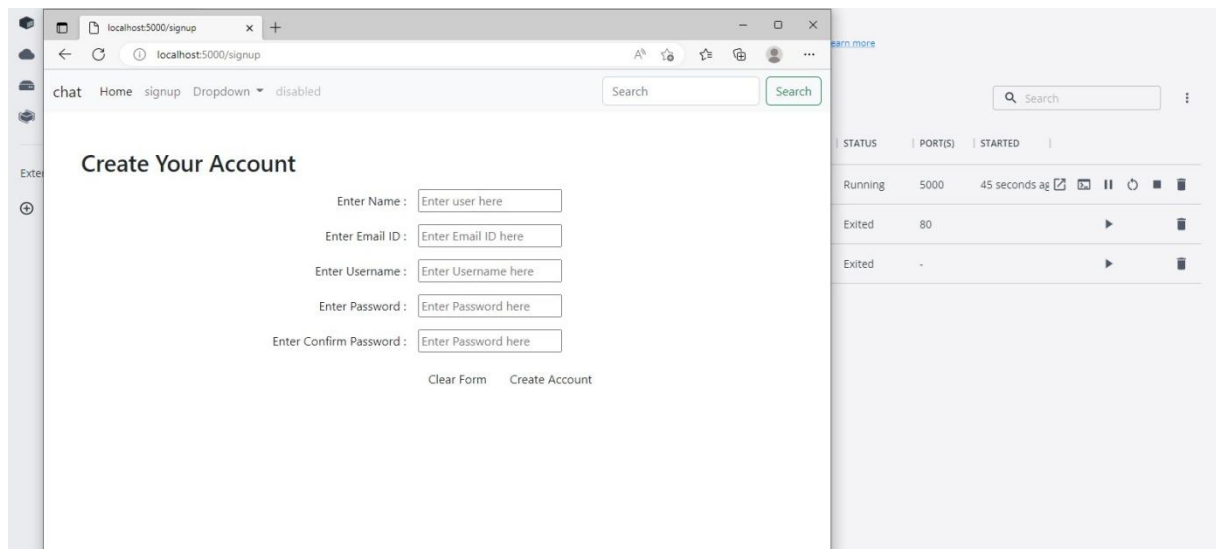 localhost:5000/signup
localhost:5000/signup
earn more
chat Home signup Dropdown disabled Search Search
Search
Create Your Account
Enter Name : Enter user here
Enter Email ID : Enter Email ID here
Enter Username : Enter Username here
Enter Password : Enter Password here
Enter Confirm Password : Enter Password here
Clear Form Create Account
Exte
STATUS PORT(S) STARTED
Running 5000 45 seconds ag
Exited 80
Exited -